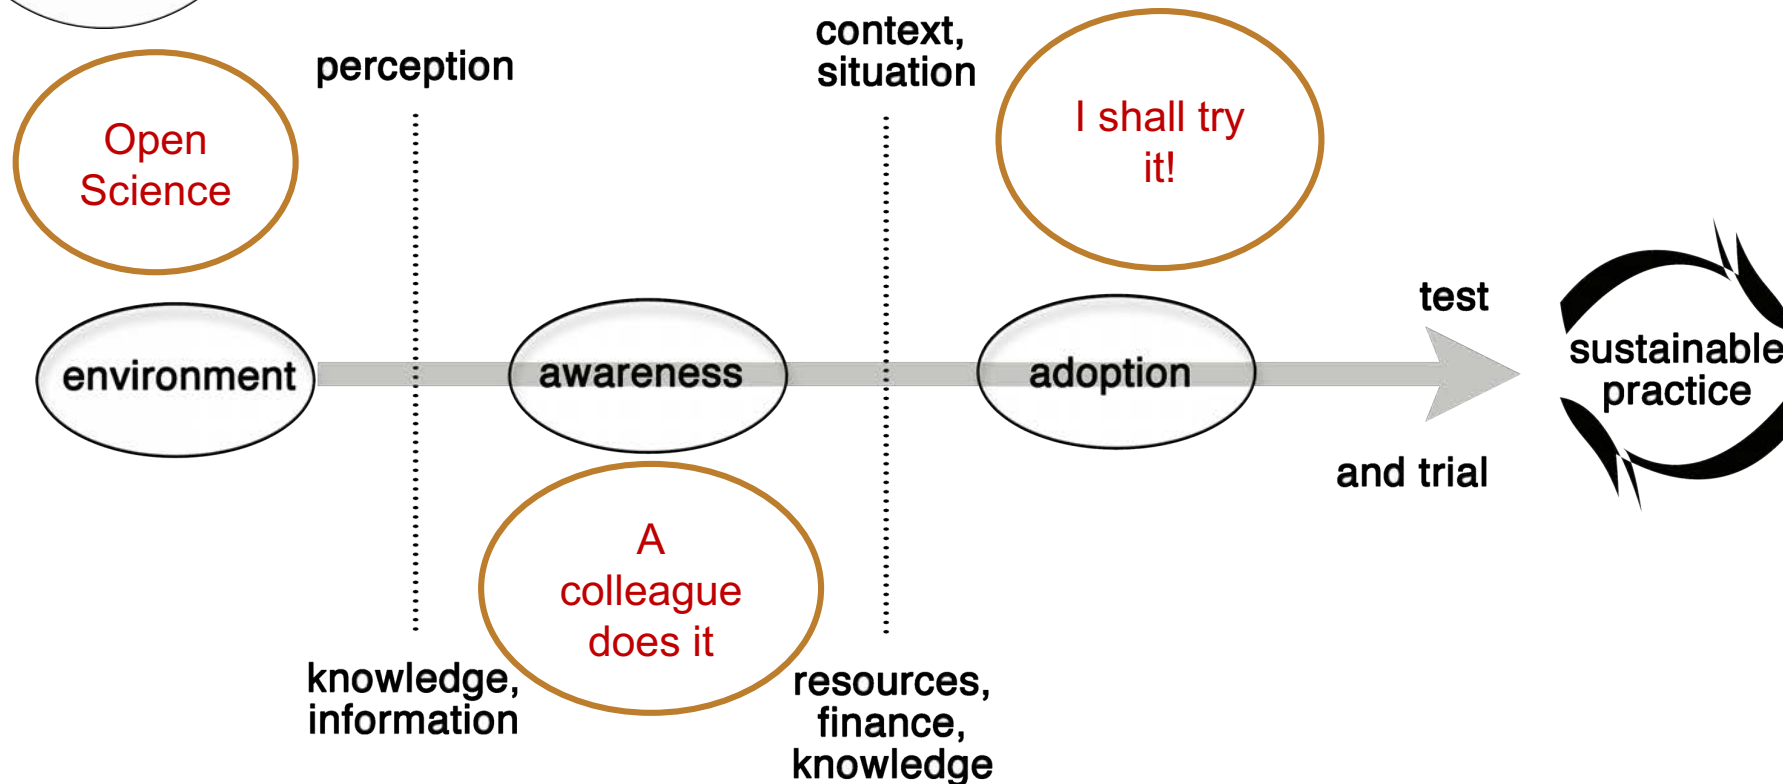 context,
situation
perception
Open
Science
I shall try
it!
environment
awareness
adoption
test
and trial
sustainable
practice
A
colleague
does it
knowledge,
information
resources,
finance,
knowledge